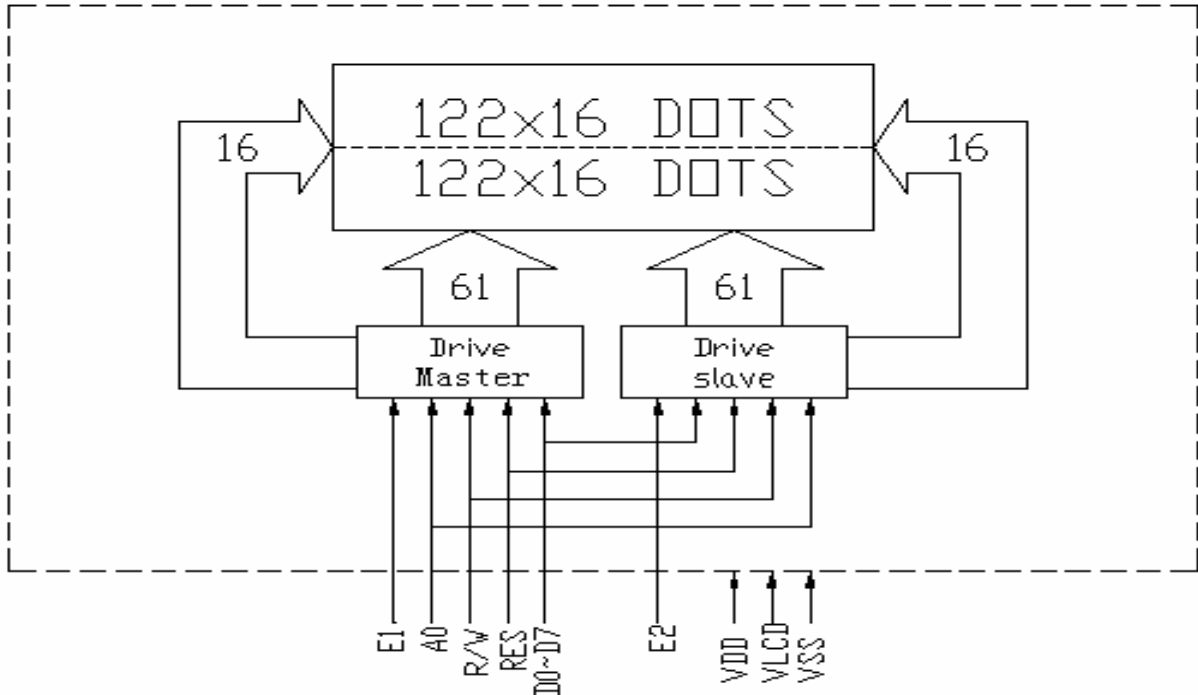 122x16 DOTS
16
16
122x16 DOTS
61
61
Drive
Master
Drive
slave
E1
A0
R/W
RES
D0~D7
E2
VDD
VLCD
VSS